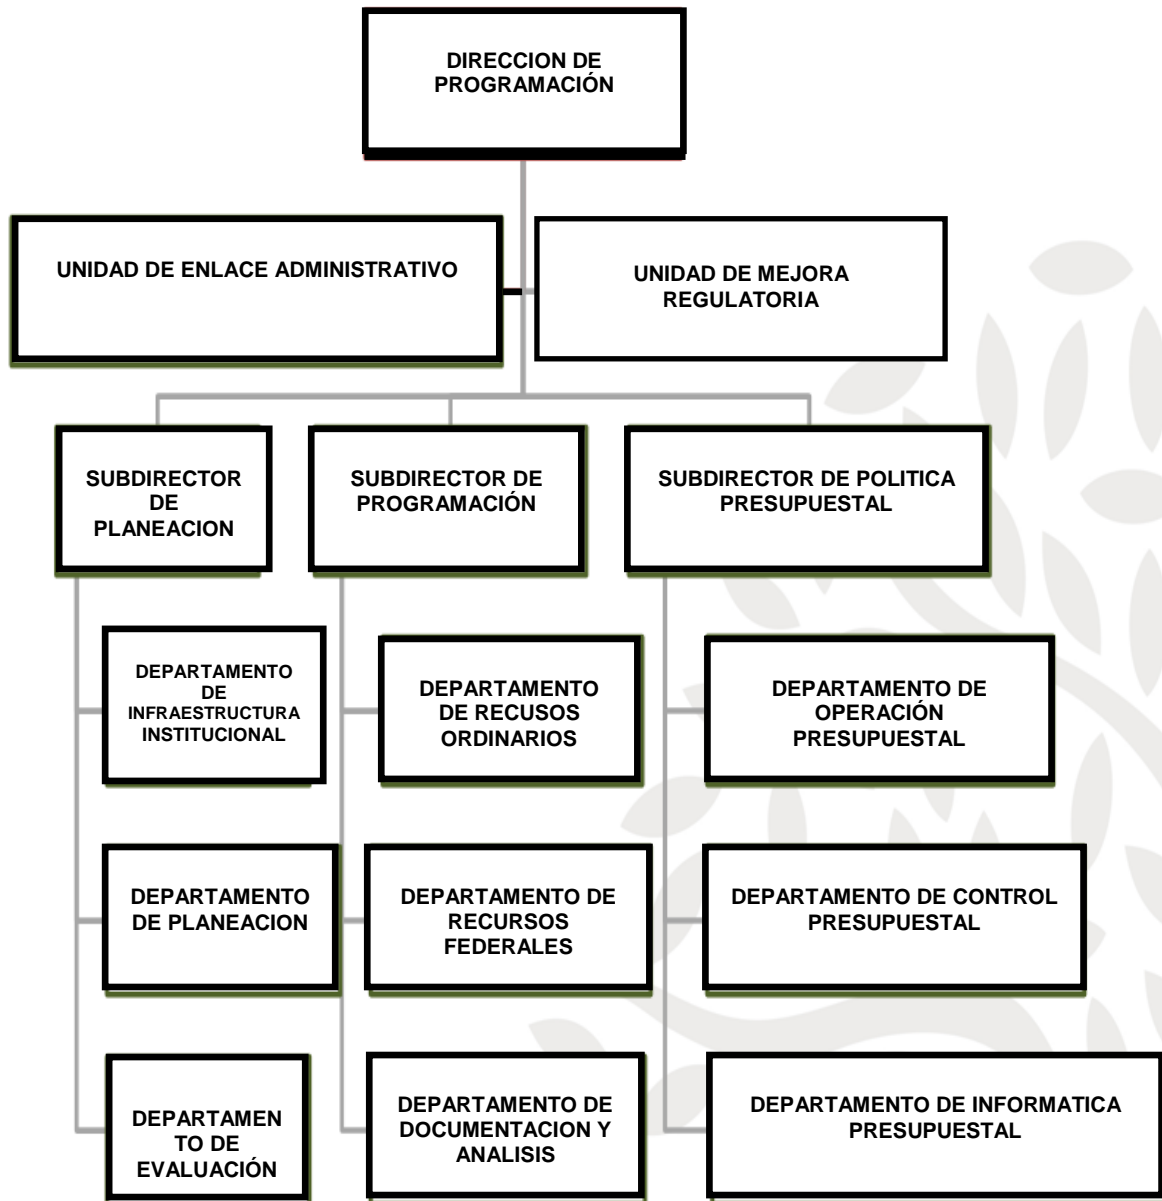 DIRECCION DE
PROGRAMACIÓN
UNIDAD DE ENLACE ADMINISTRATIVO
UNIDAD DE MEJORA
REGULATORIA
SUBDIRECTOR
DE
PLANEACION
SUBDIRECTOR DE
PROGRAMACIÓN
SUBDIRECTOR DE POLITICA
PRESUPUESTAL
DEPARTAMENTO
DE
INFRAESTRUCTURA
INSTITUCIONAL
DEPARTAMENTO
DE RECUSOS
ORDINARIOS
DEPARTAMENTO DE
OPERACIÓN
PRESUPUESTAL
DEPARTAMENTO
DE PLANEACION
DEPARTAMENTO DE
RECURSOS
FEDERALES
DEPARTAMENTO DE CONTROL
PRESUPUESTAL
DEPARTAMEN
TO DE
EVALUACIÓN
DEPARTAMENTO DE
DOCUMENTACION Y
ANALISIS
DEPARTAMENTO DE INFORMATICA
PRESUPUESTAL